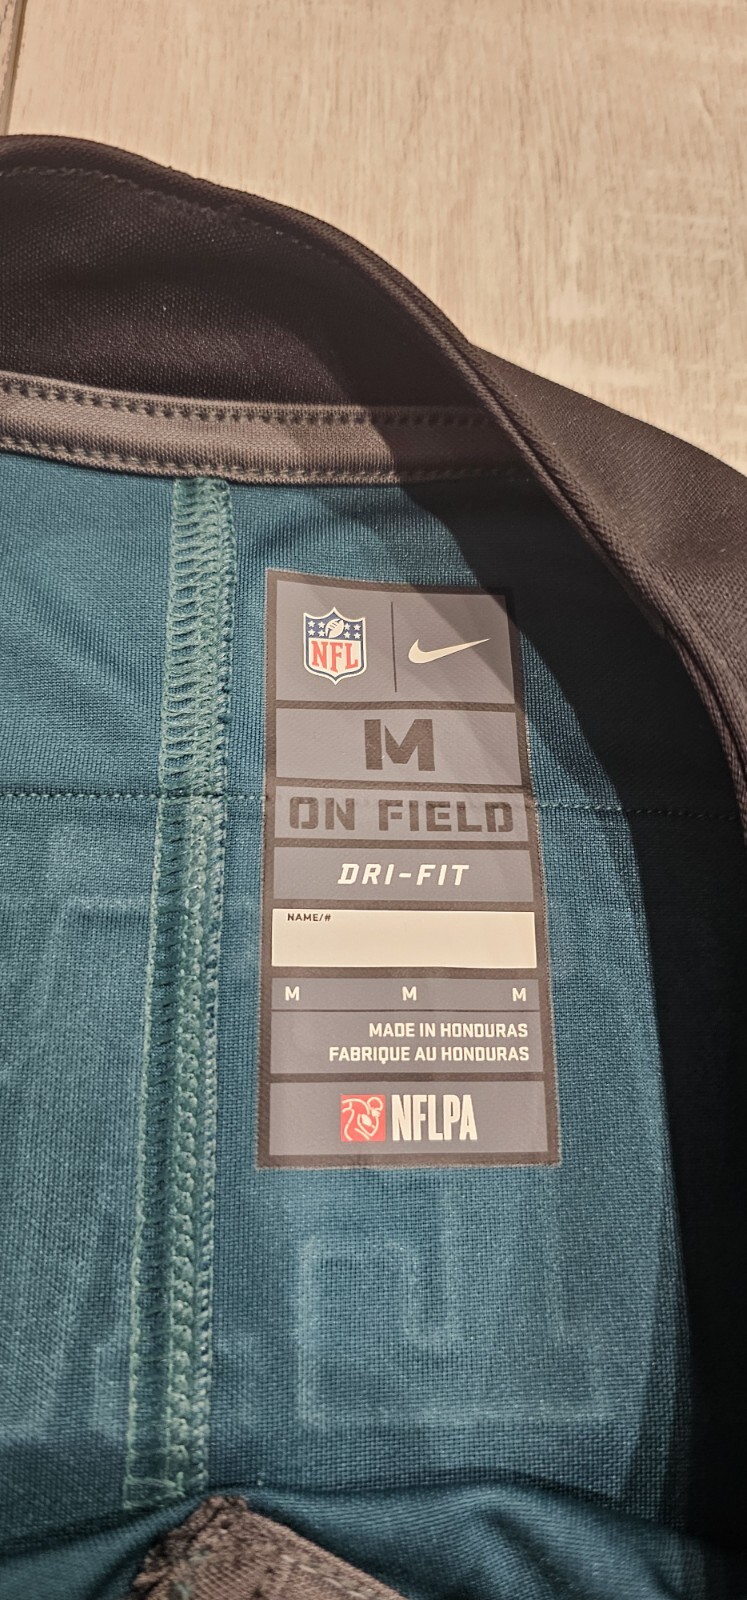 NFL
M
ON FIELD
DRI-FIT
NAME/#
M M M
MADE IN HONDURAS
FABRIQUE AU HONDURAS
NFLPA